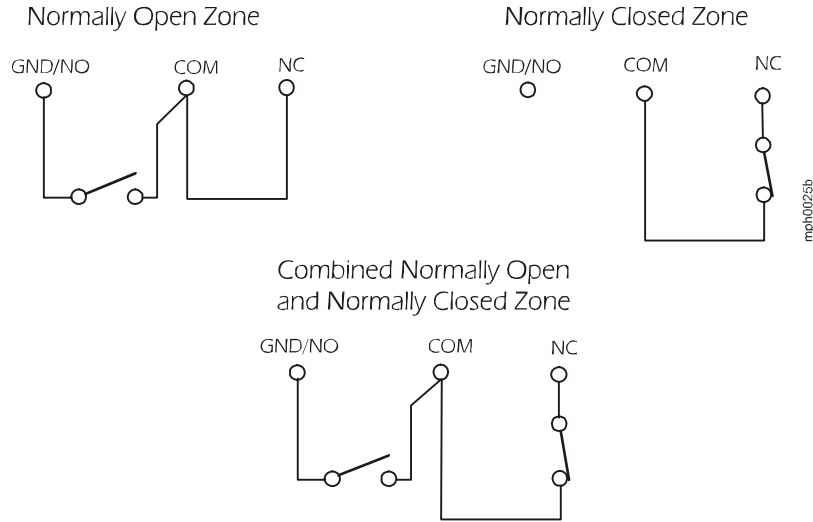 Normally Open Zone
GND/NO COM NC
Normally Closed Zone
GND/NO COM NC
mph0025b
Combined Normally Open
and Normally Closed Zone
GND/NO COM NC